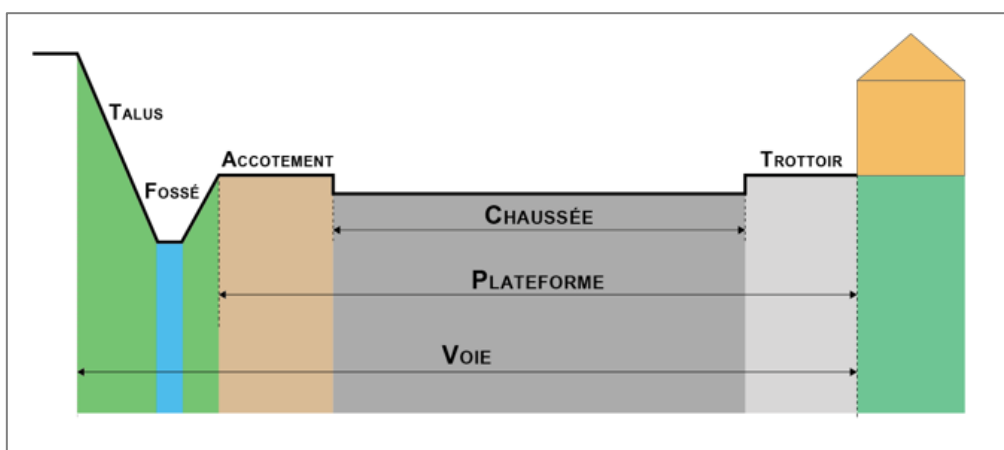 TALUS
ACCOTEMENT
TROTTOIR
FOSSÉ
CHAUSSÉE
PLATEFORME
VOIE